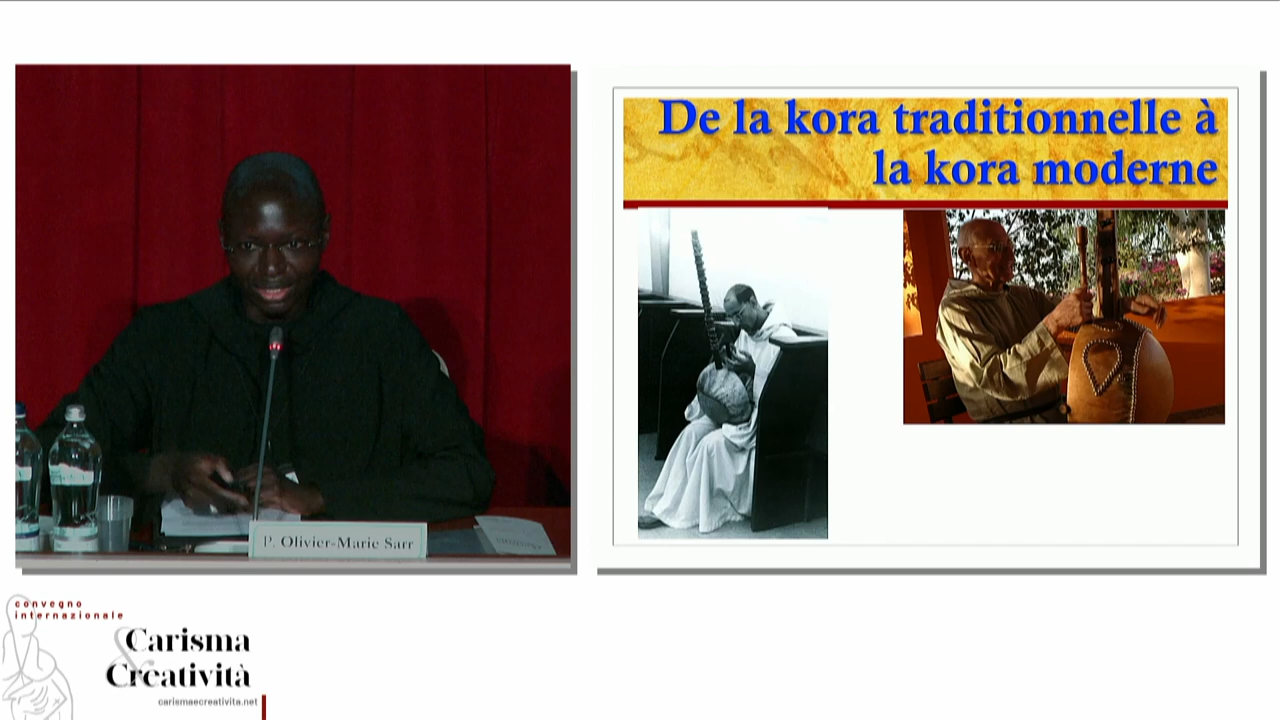 De la kora traditionnelle à
la kora moderne
P. Olivier-Marie Sarr
convegno
internazionale
Carisma
&
Creatività
carismaecreativita.net